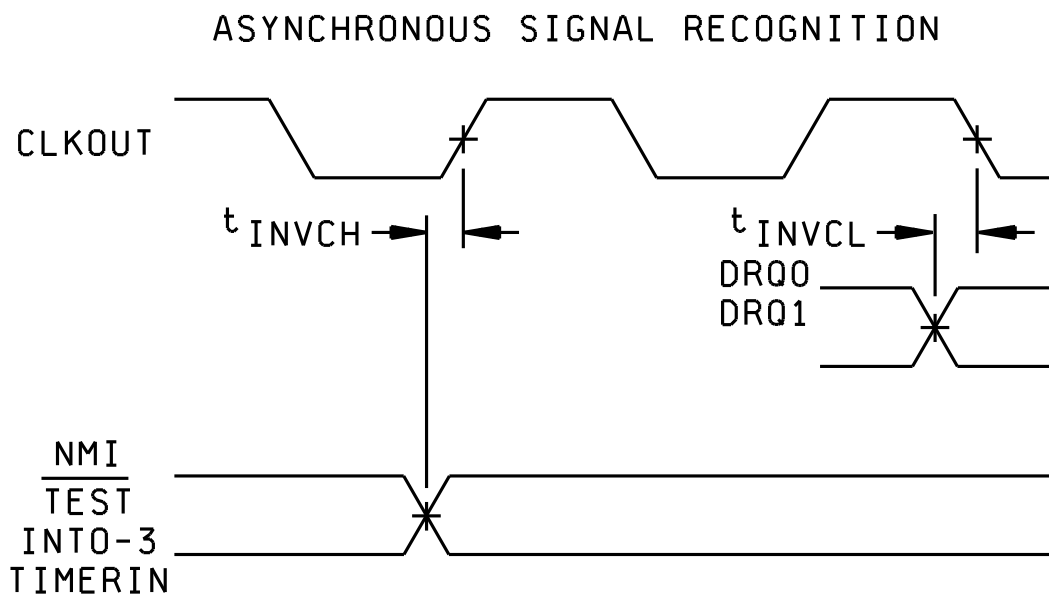 ASYNCHRONOUS SIGNAL RECOGNITION
CLKOUT
tINVCH
tINVCL
DRQ0
DRQ1
NMI
TEST
INT0-3
TIMERIN